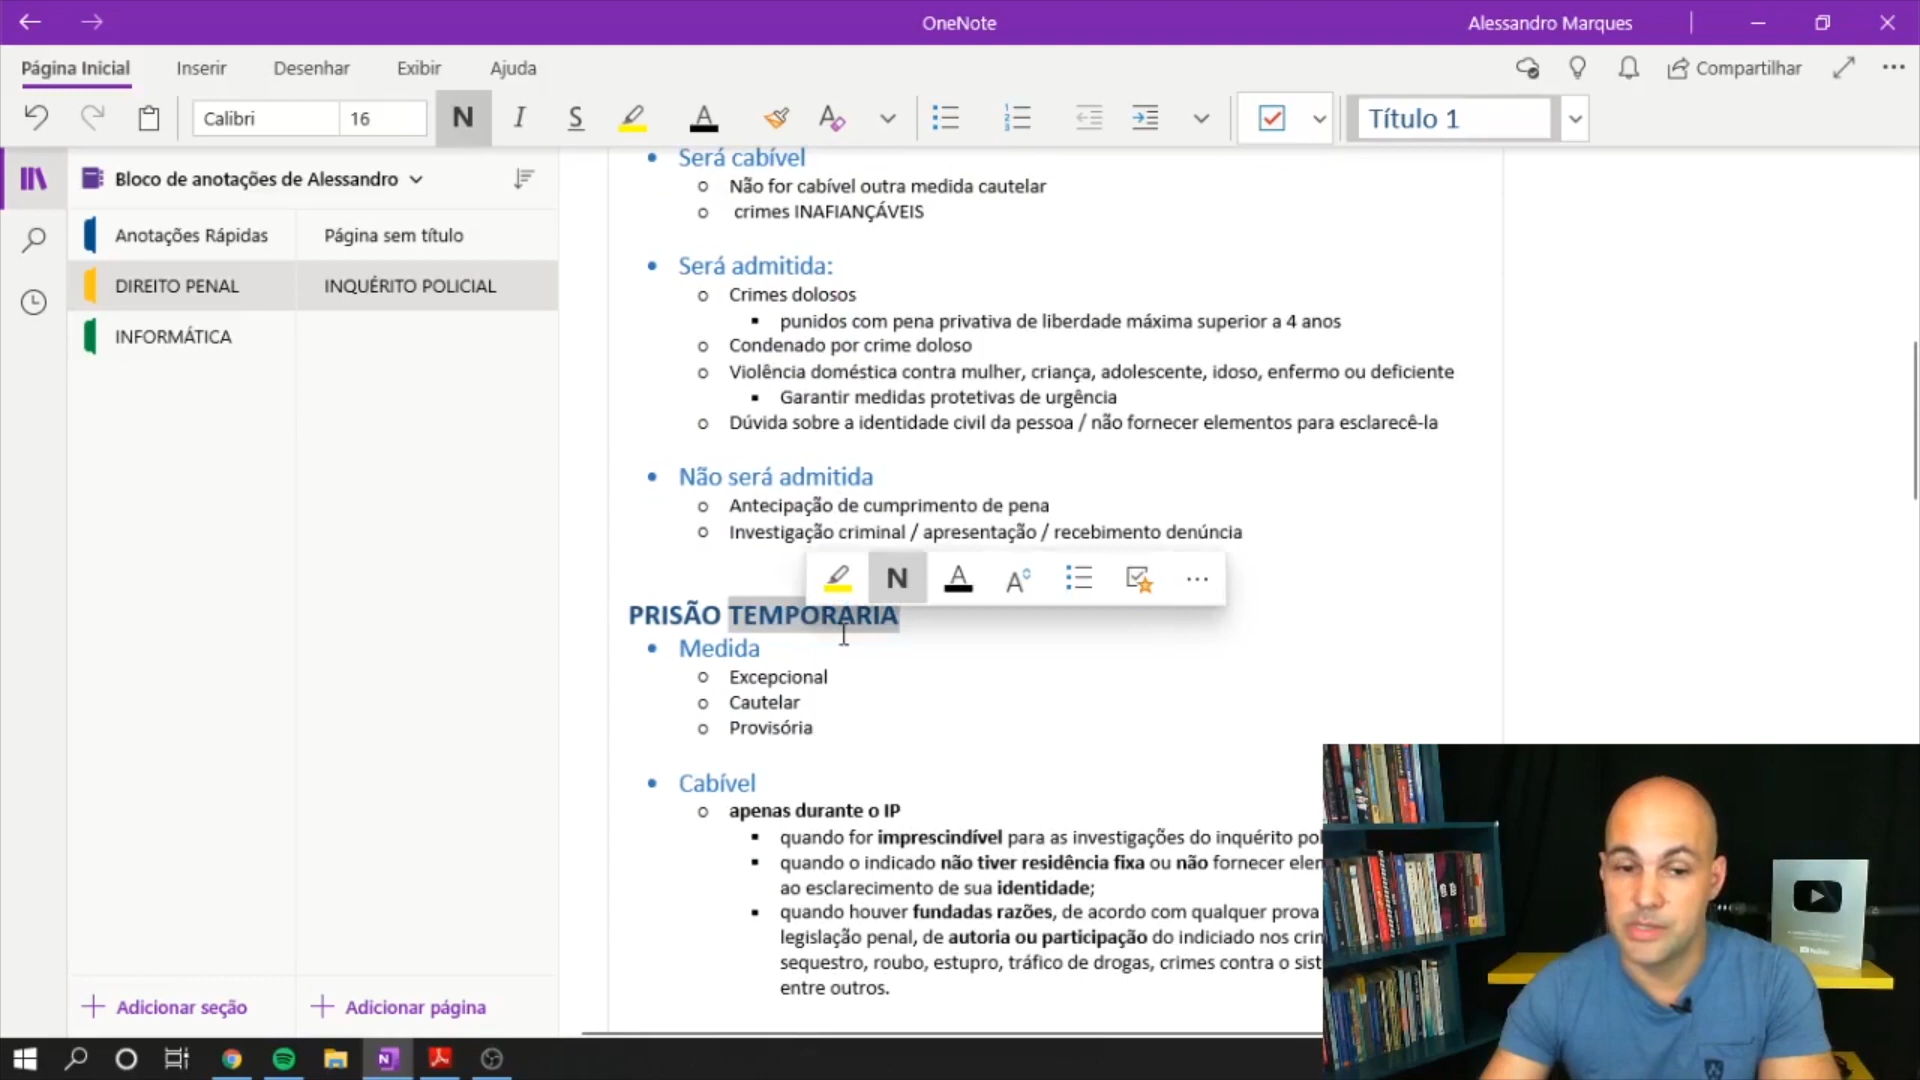 OneNote
Alessandro Marques
Página Inicial
Inserir
Desenhar
Exibir
Ajuda
Compartilhar
Calibri
16
N
I
S
A
A
Título 1
Bloco de anotações de Alessandro
Anotações Rápidas
Página sem título
DIREITO PENAL
INQUÉRITO POLICIAL
INFORMÁTICA
Será cabível
Não for cabível outra medida cautelar
crimes INAFIANÇÁVEIS
Será admitida:
Crimes dolosos
punidos com pena privativa de liberdade máxima superior a 4 anos
Condenado por crime doloso
Violência doméstica contra mulher, criança, adolescente, idoso, enfermo ou deficiente
Garantir medidas protetivas de urgência
Dúvida sobre a identidade civil da pessoa / não fornecer elementos para esclarecê-la
Não será admitida
Antecipação de cumprimento de pena
Investigação criminal / apresentação / recebimento denúncia
N
A
A
PRISÃO TEMPORARIA
Medida
Excepcional
Cautelar
Provisória
Cabível
apenas durante o IP
quando for imprescindível para as investigações do inquérito
quando o indicado não tiver residência fixa ou não fornecer
ao esclarecimento de sua identidade;
quando houver fundadas razões, de acordo com qualquer prova
legislação penal, de autoria ou participação do indiciado nos
sequestro, roubo, estupro, tráfico de drogas, crimes contra o
entre outros.
Adicionar seção
Adicionar página